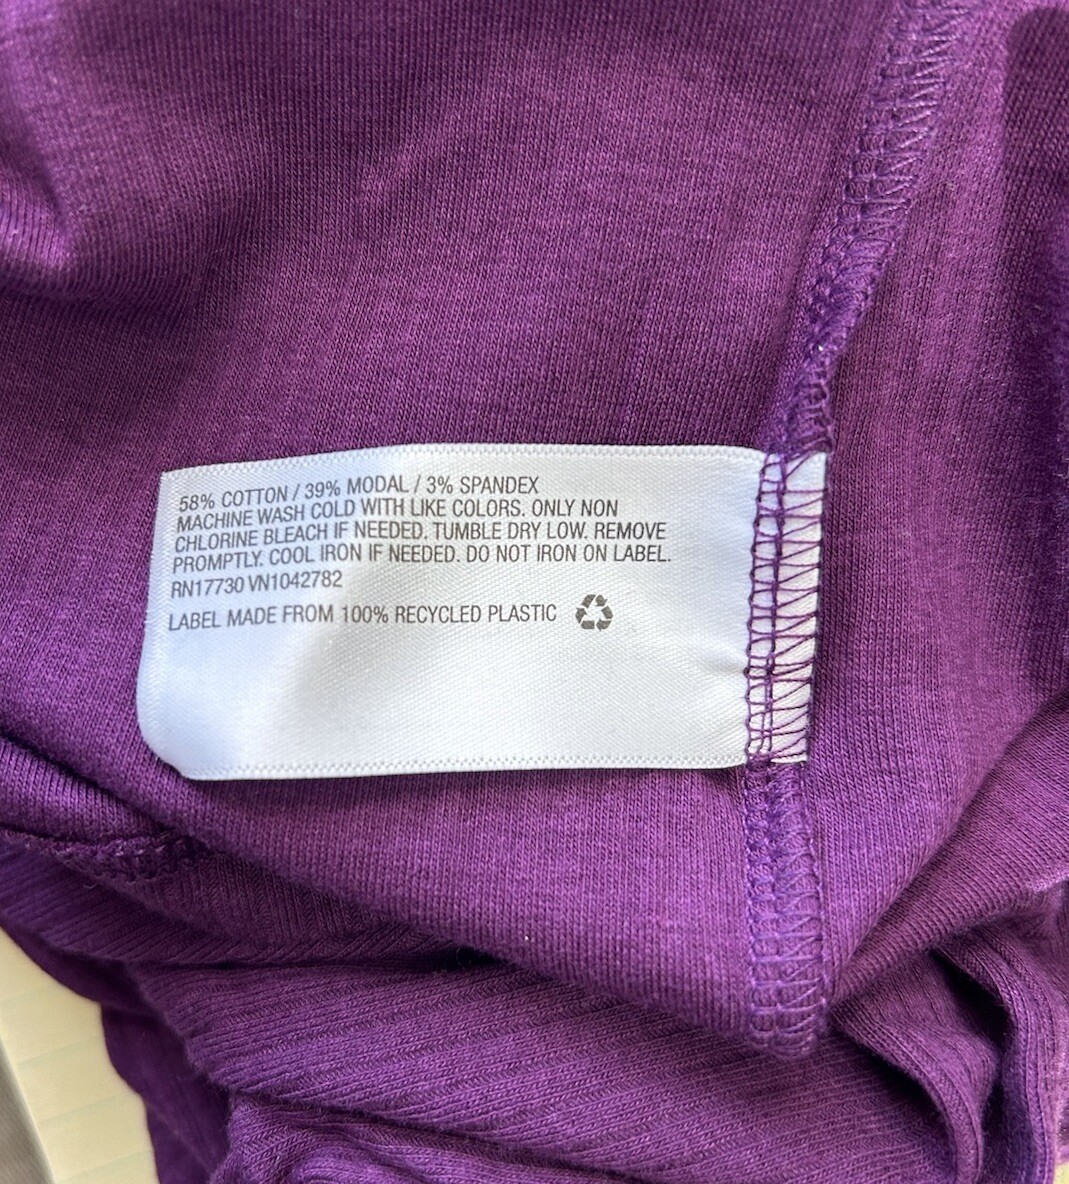 58% COTTON / 39% MODAL / 3% SPANDEX
MACHINE WASH COLD WITH LIKE COLORS. ONLY NON
CHLORINE BLEACH IF NEEDED. TUMBLE DRY LOW. REMOVE
PROMPTLY. COOL IRON IF NEEDED. DO NOT IRON ON LABEL.
RN17730 VN1042782
LABEL MADE FROM 100% RECYCLED PLASTIC